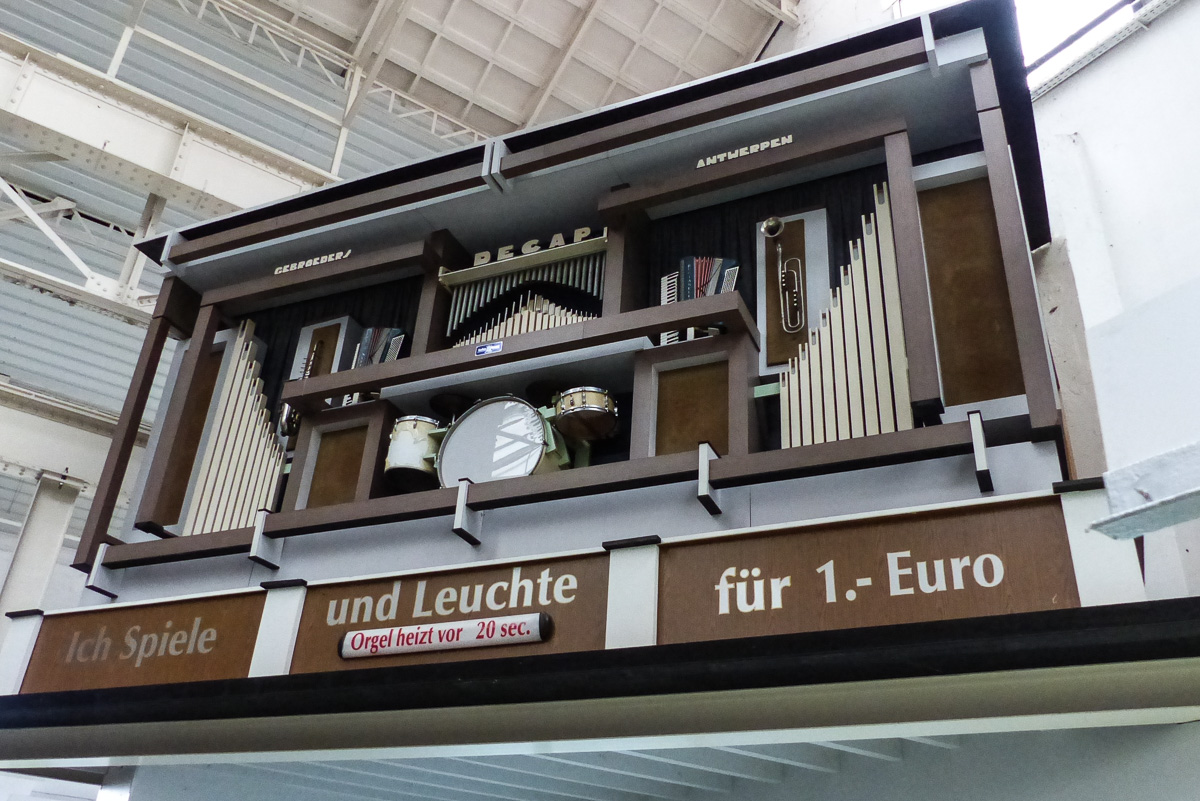 GEBROEDERS
DECAP
ANTWERPEN
Ich Spiele
und Leuchte
für 1.- Euro
Orgel heizt vor 20 sec.